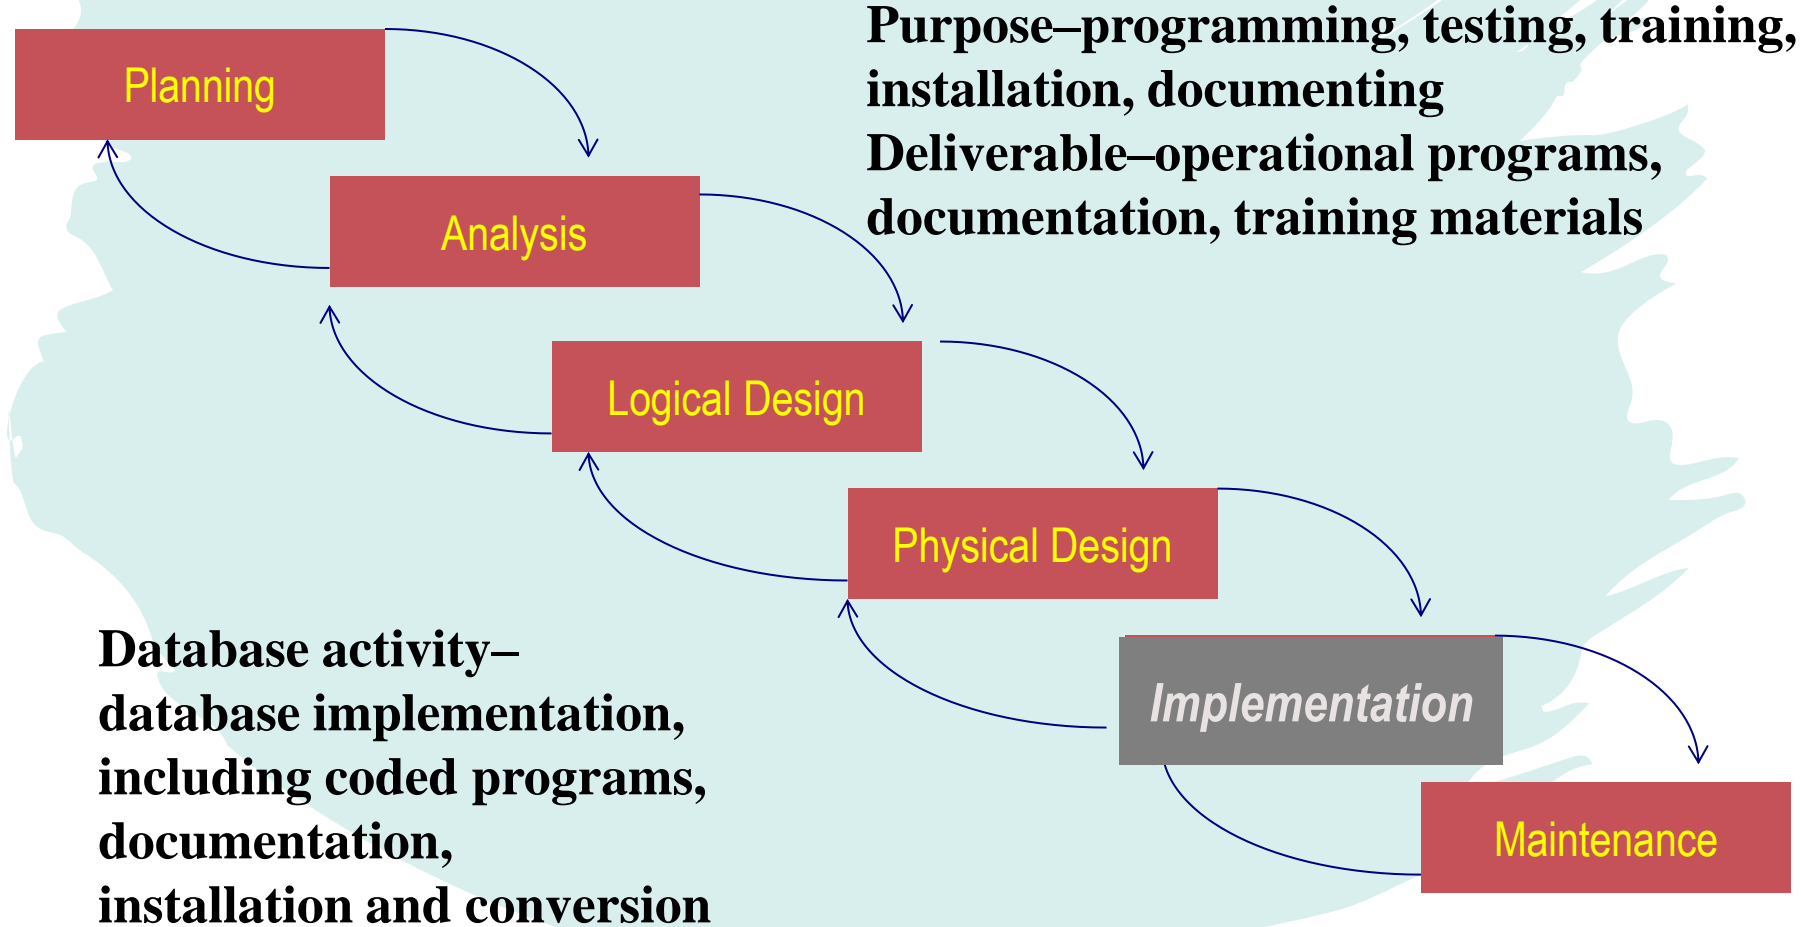 Purpose–programming, testing, training,
installation, documenting
Deliverable–operational programs,
documentation, training materials
Planning
Analysis
Logical Design
Physical Design
Implementation
Maintenance
Database activity–
database implementation,
including coded programs,
documentation,
installation and conversion